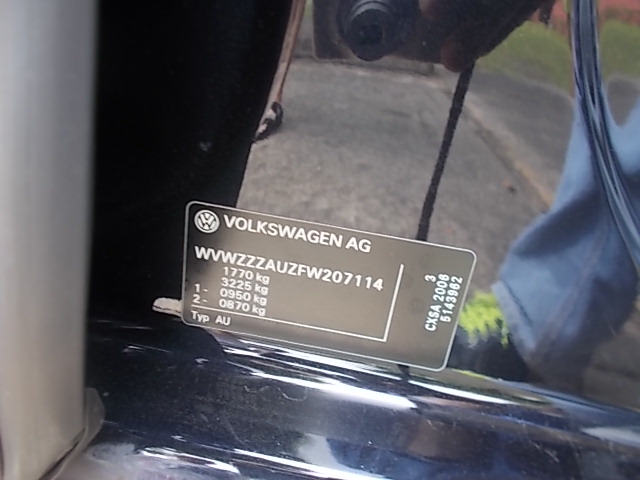 VOLKSWAGEN AG
WVWZZZAUZFW207114
1770 kg
3225 kg
1 - 0950 kg
2 - 0870 kg
Typ AU
3
CXSA 2006
5143962